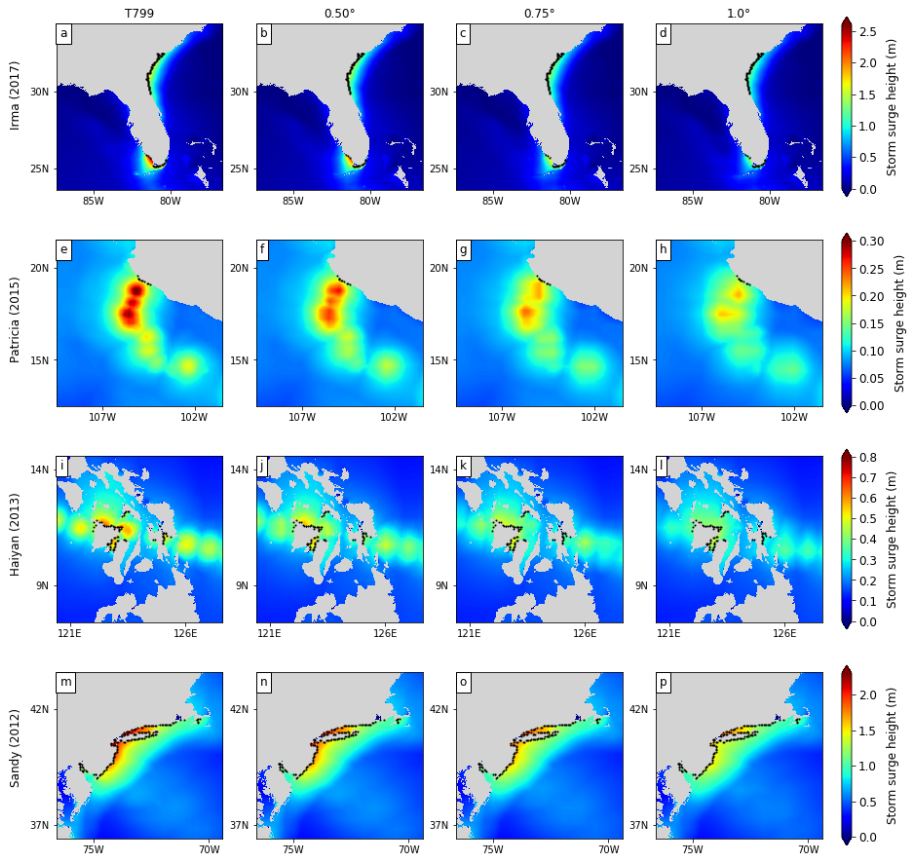 T799 0.50° 0.75° 1.0°
a b c d
Irma (2017)
30N 30N 30N 30N
25N 25N 25N 25N
85W 80W 85W 80W 85W 80W 85W 80W
2.5
2.0
1.5
1.0
0.5
0.0
Storm surge height (m)
e f g h
Patricia (2015)
20N 20N 20N 20N
15N 15N 15N 15N
107W 102W 107W 102W 107W 102W 107W 102W
0.30
0.25
0.20
0.15
0.10
0.05
0.00
Storm surge height (m)
i j k l
Haiyan (2013)
14N 14N 14N 14N
9N 9N 9N 9N
121E 126E 121E 126E 121E 126E 121E 126E
0.8
0.7
0.6
0.5
0.4
0.3
0.2
0.1
0.0
Storm surge height (m)
m n o p
Sandy (2012)
42N 42N 42N 42N
37N 37N 37N 37N
75W 70W 75W 70W 75W 70W 75W 70W
2.0
1.5
1.0
0.5
0.0
Storm surge height (m)